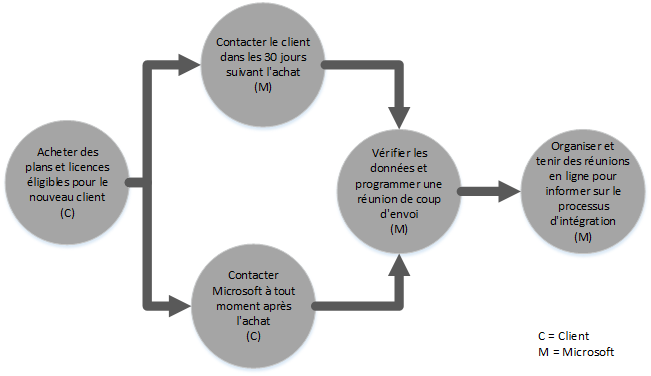 Acheter des
plans et licences
éligibles pour le
nouveau client
(C)
Contacter le client
dans les 30 jours
suivant l'achat
(M)
Contacter
Microsoft à tout
moment après
l'achat
(C)
Vérifier les
données et
programmer une
réunion de coup
d'envoi
(M)
Organiser et
tenir des réunions
en ligne pour
informer sur le
processus
d'intégration
(M)
C = Client
M = Microsoft